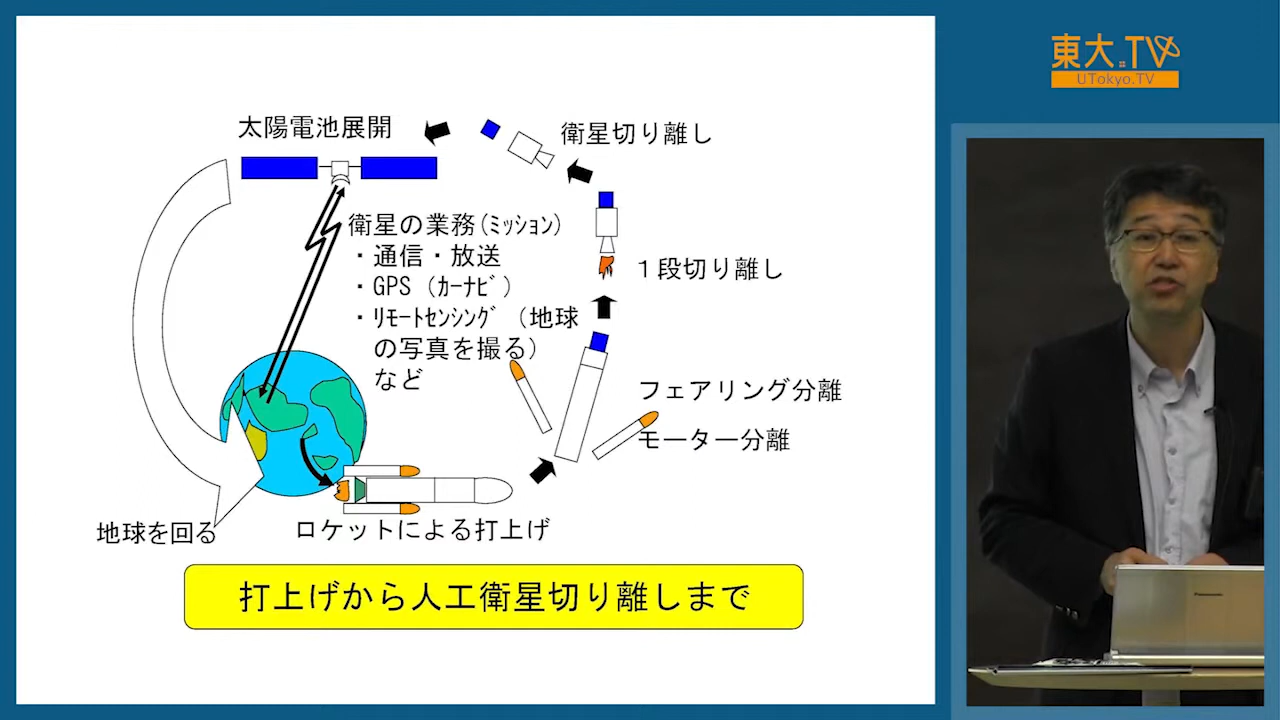 東大.TV
UTokyo.TV
太陽電池展開
衛星切り離し
衛星の業務(ﾐｯｼｮﾝ)
・通信・放送
・GPS (ｶｰﾅﾋﾞ)
・ﾘﾓｰﾄｾﾝｼﾝｸﾞ (地球
の写真を撮る)
など
1段切り離し
フェアリング分離
モーター分離
地球を回る
ロケットによる打上げ
打上げから人工衛星切り離しまで
Panasonic